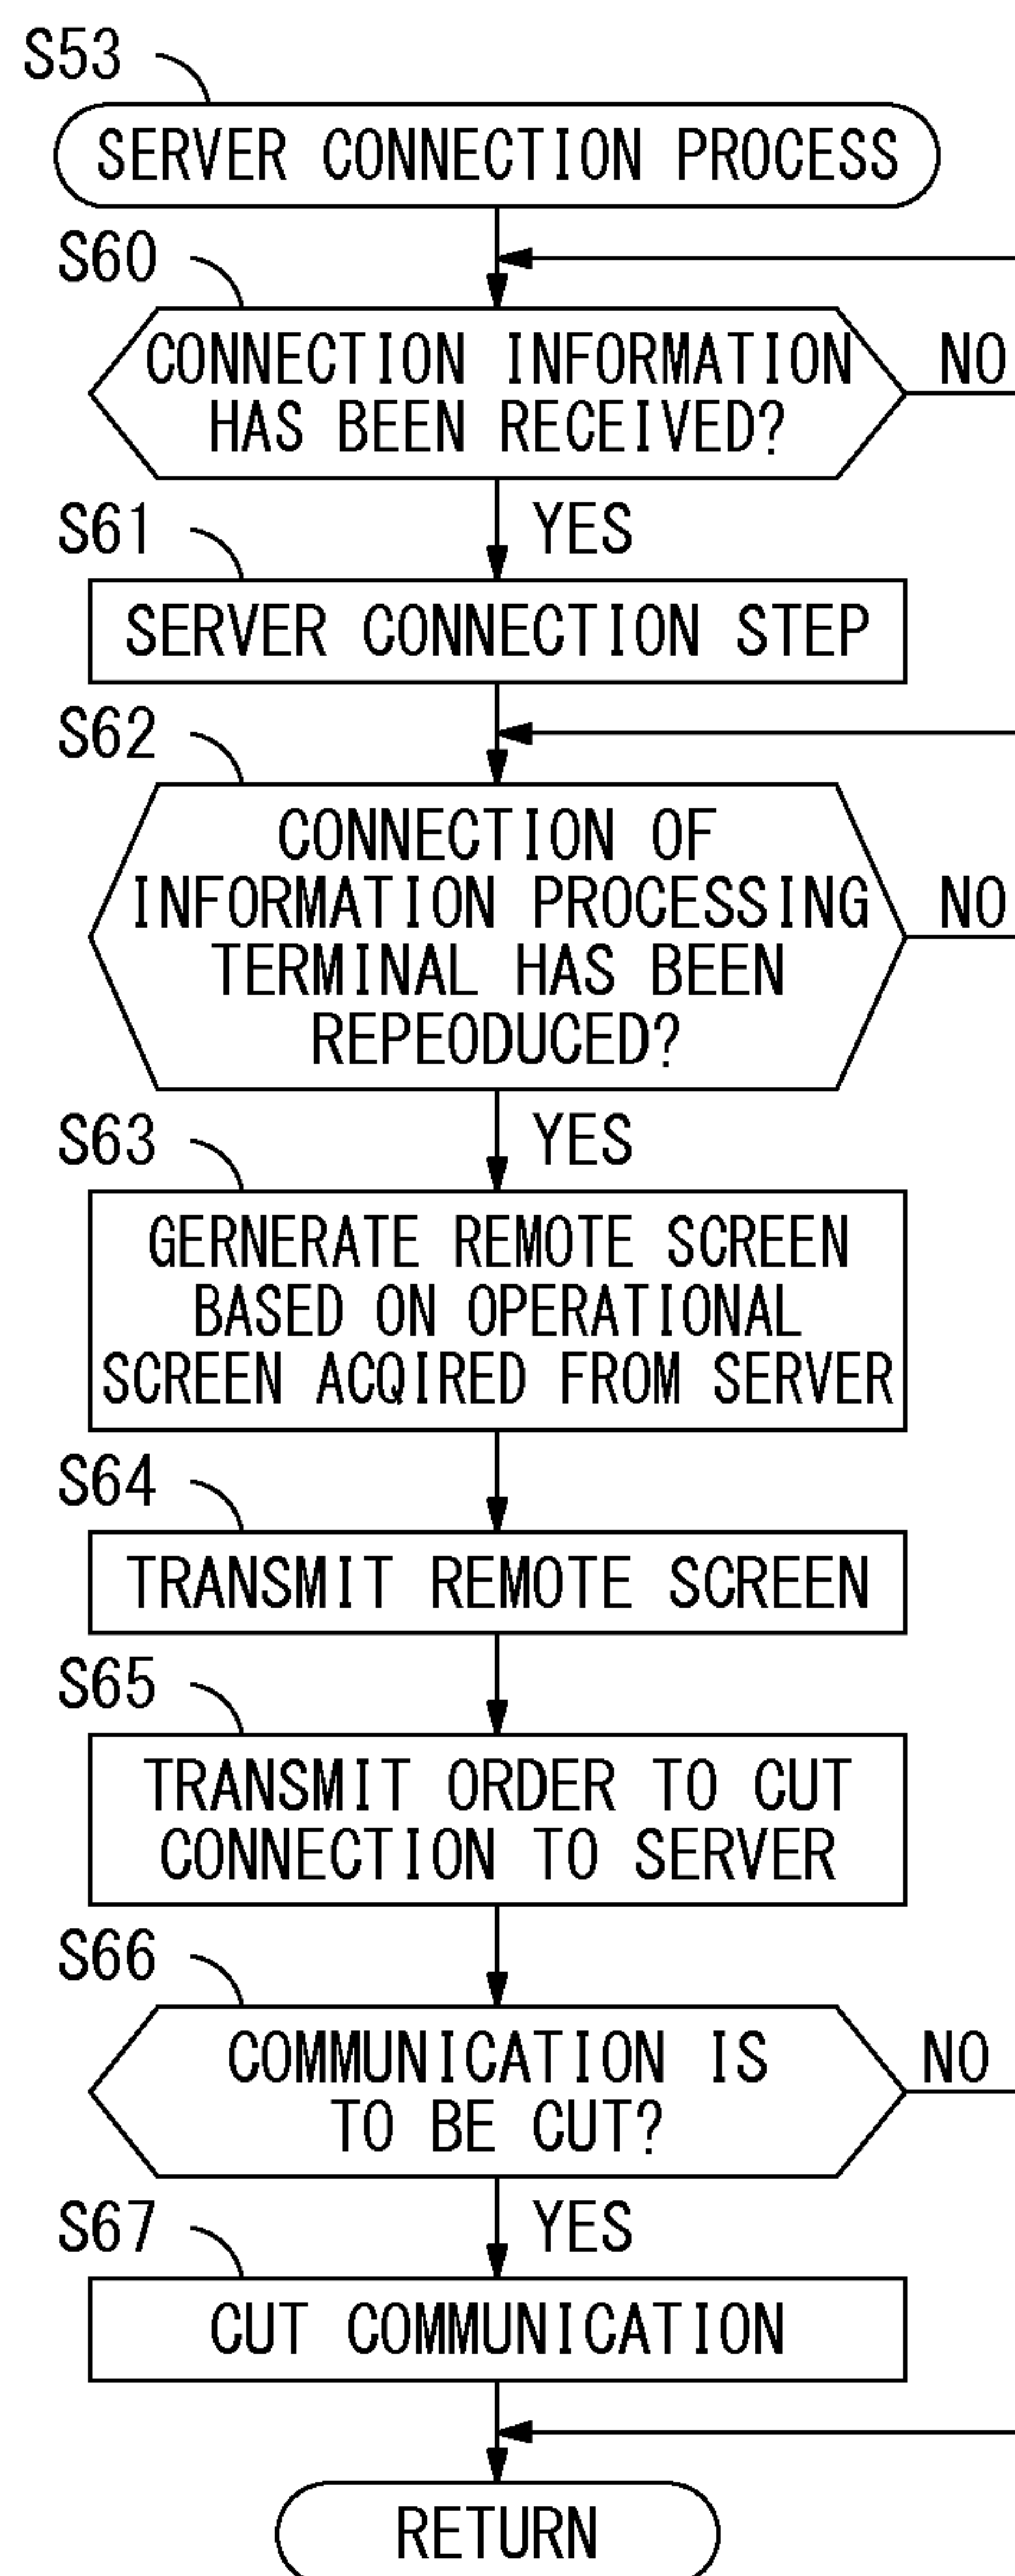 S53
SERVER CONNECTION PROCESS
S60
CONNECTION INFORMATION
HAS BEEN RECEIVED?
NO
YES
S61
SERVER CONNECTION STEP
S62
CONNECTION OF
INFORMATION PROCESSING
TERMINAL HAS BEEN
REPEODUCED?
NO
YES
S63
GERNERATE REMOTE SCREEN
BASED ON OPERATIONAL
SCREEN ACQIRED FROM SERVER
S64
TRANSMIT REMOTE SCREEN
S65
TRANSMIT ORDER TO CUT
CONNECTION TO SERVER
S66
COMMUNICATION IS
TO BE CUT?
NO
YES
S67
CUT COMMUNICATION
RETURN